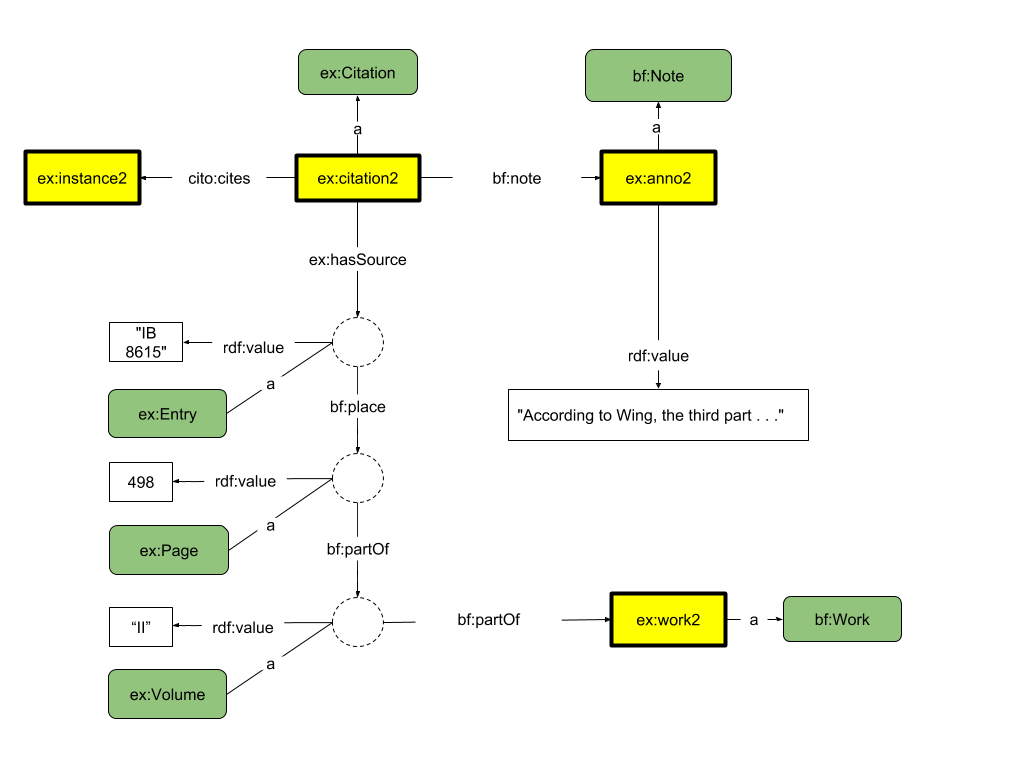 ex:Citation
bf:Note
a
a
ex:instance2
cito:cites
ex:citation2
bf:note
ex:anno2
ex:hasSource
"IB
8615"
rdf:value
rdf:value
a
ex:Entry
bf:place
"According to Wing, the third part . . ."
498
rdf:value
a
ex:Page
bf:partOf
“II”
rdf:value
bf:partOf
ex:work2
a
bf:Work
a
ex:Volume